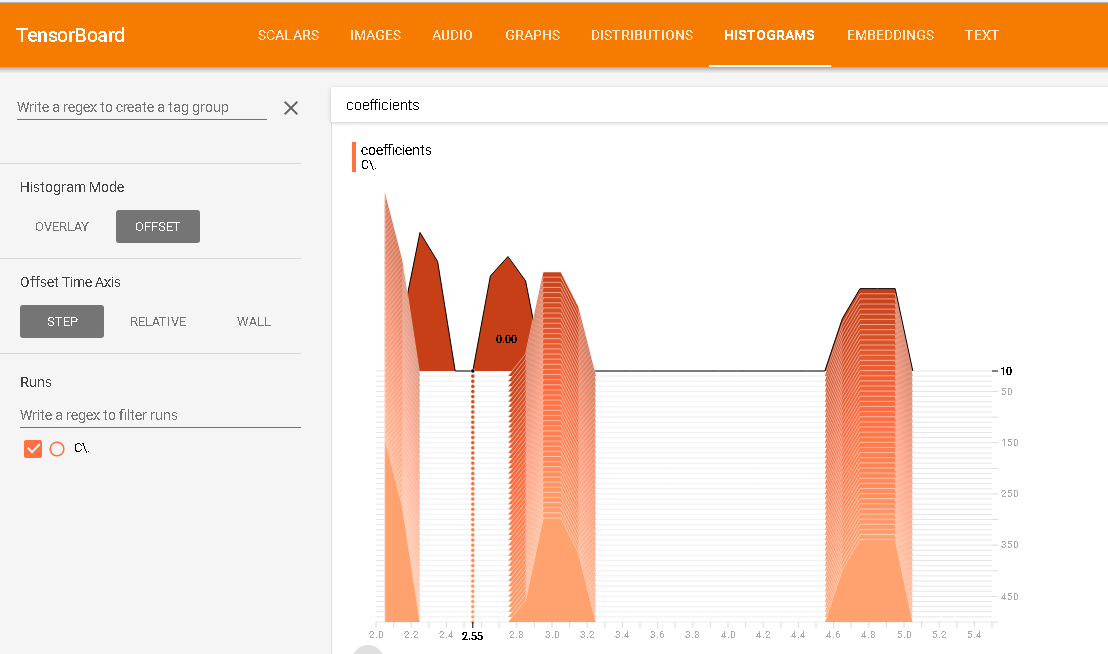 TensorBoard
SCALARS IMAGES AUDIO GRAPHS DISTRIBUTIONS HISTOGRAMS EMBEDDINGS TEXT
Write a regex to create a tag group
Histogram Mode
OVERLAY OFFSET
Offset Time Axis
STEP RELATIVE WALL
Runs
Write a regex to filter runs
C\.
coefficients
coefficients
C\.
0.00
10
50
150
250
350
450
2.0 2.2 2.4 2.55 2.8 3.0 3.2 3.4 3.6 3.8 4.0 4.2 4.4 4.6 4.8 5.0 5.2 5.4